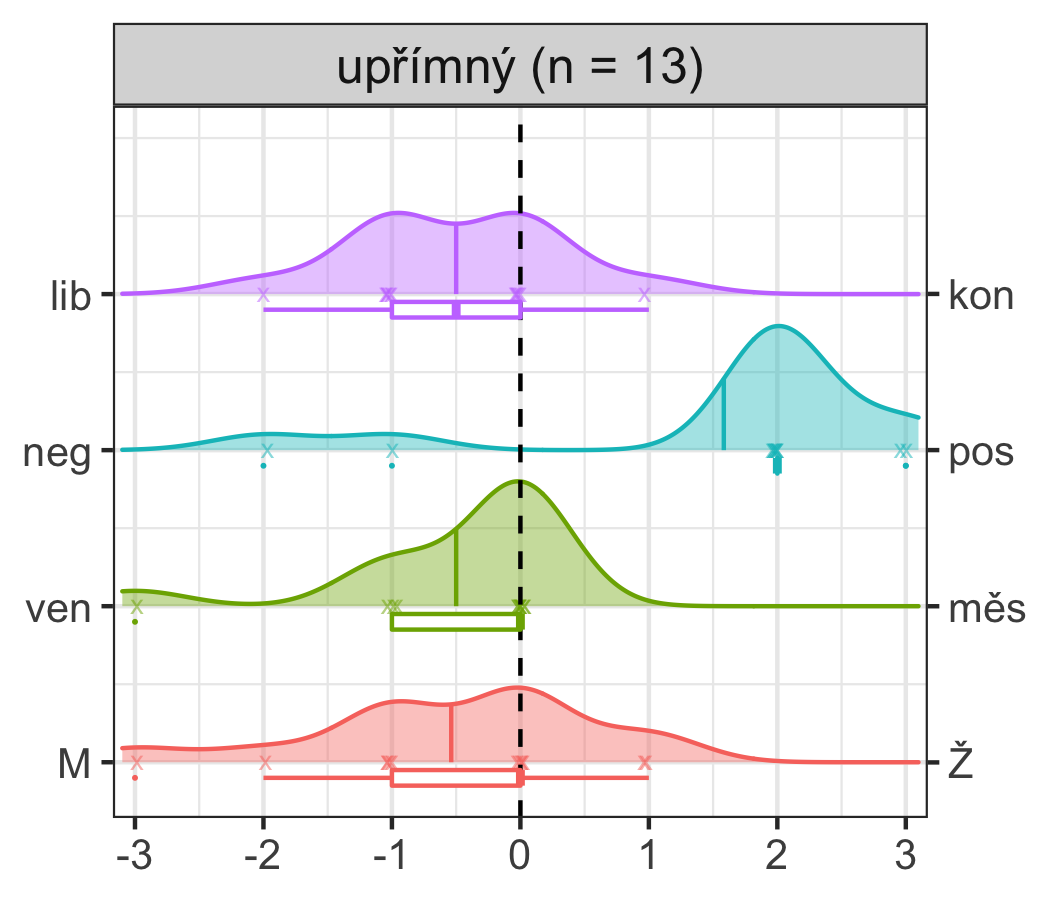 upřímný (n = 13)
lib kon
neg pos
ven měs
M Ž
-3 -2 -1 0 1 2 3